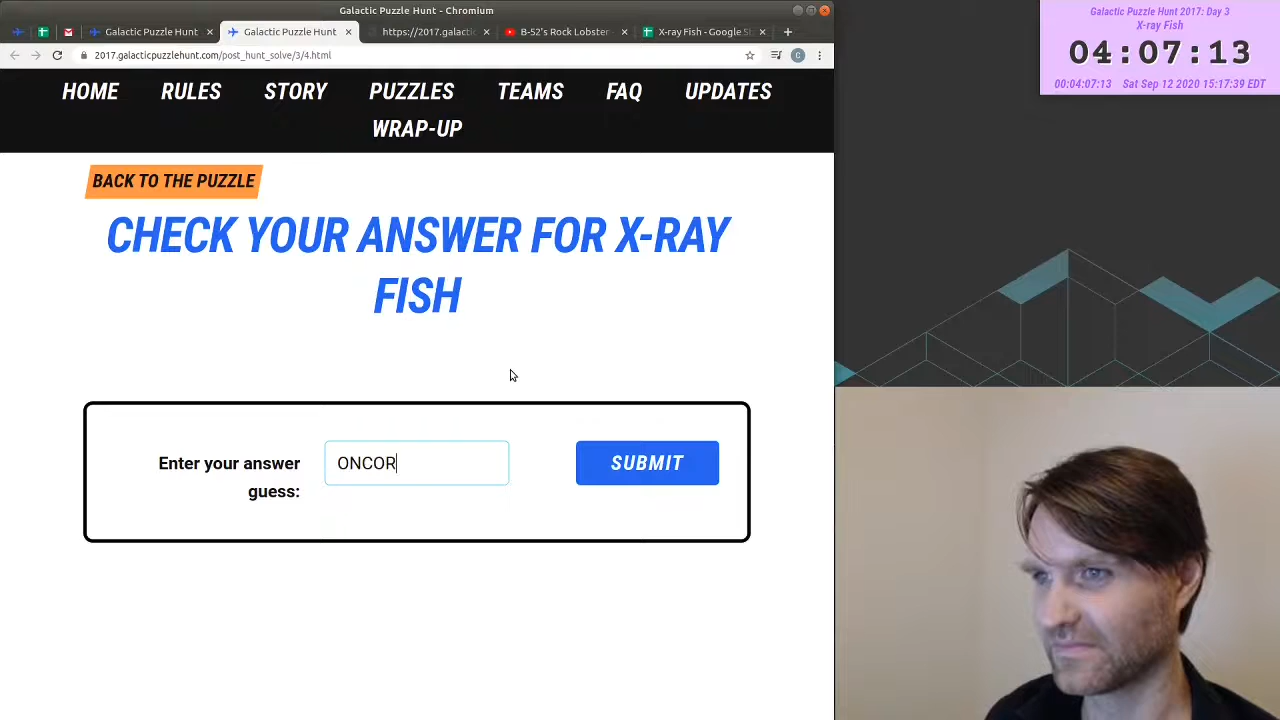 Galactic Puzzle Hunt - Chromium
Galactic Puzzle Hunt
Galactic Puzzle Hunt
https://2017.galactic
B-52's Rock Lobster
X-ray Fish - Google S
2017.galacticpuzzlehunt.com/post_hunt_solve/3/4.html
HOME RULES STORY PUZZLES TEAMS FAQ UPDATES
WRAP-UP
BACK TO THE PUZZLE
CHECK YOUR ANSWER FOR X-RAY
FISH
Enter your answer
guess:
ONCOR
SUBMIT
Galactic Puzzle Hunt 2017: Day 3
X-ray Fish
04:07:13
00:04:07:13 Sat Sep 12 2020 15:17:39 EDT